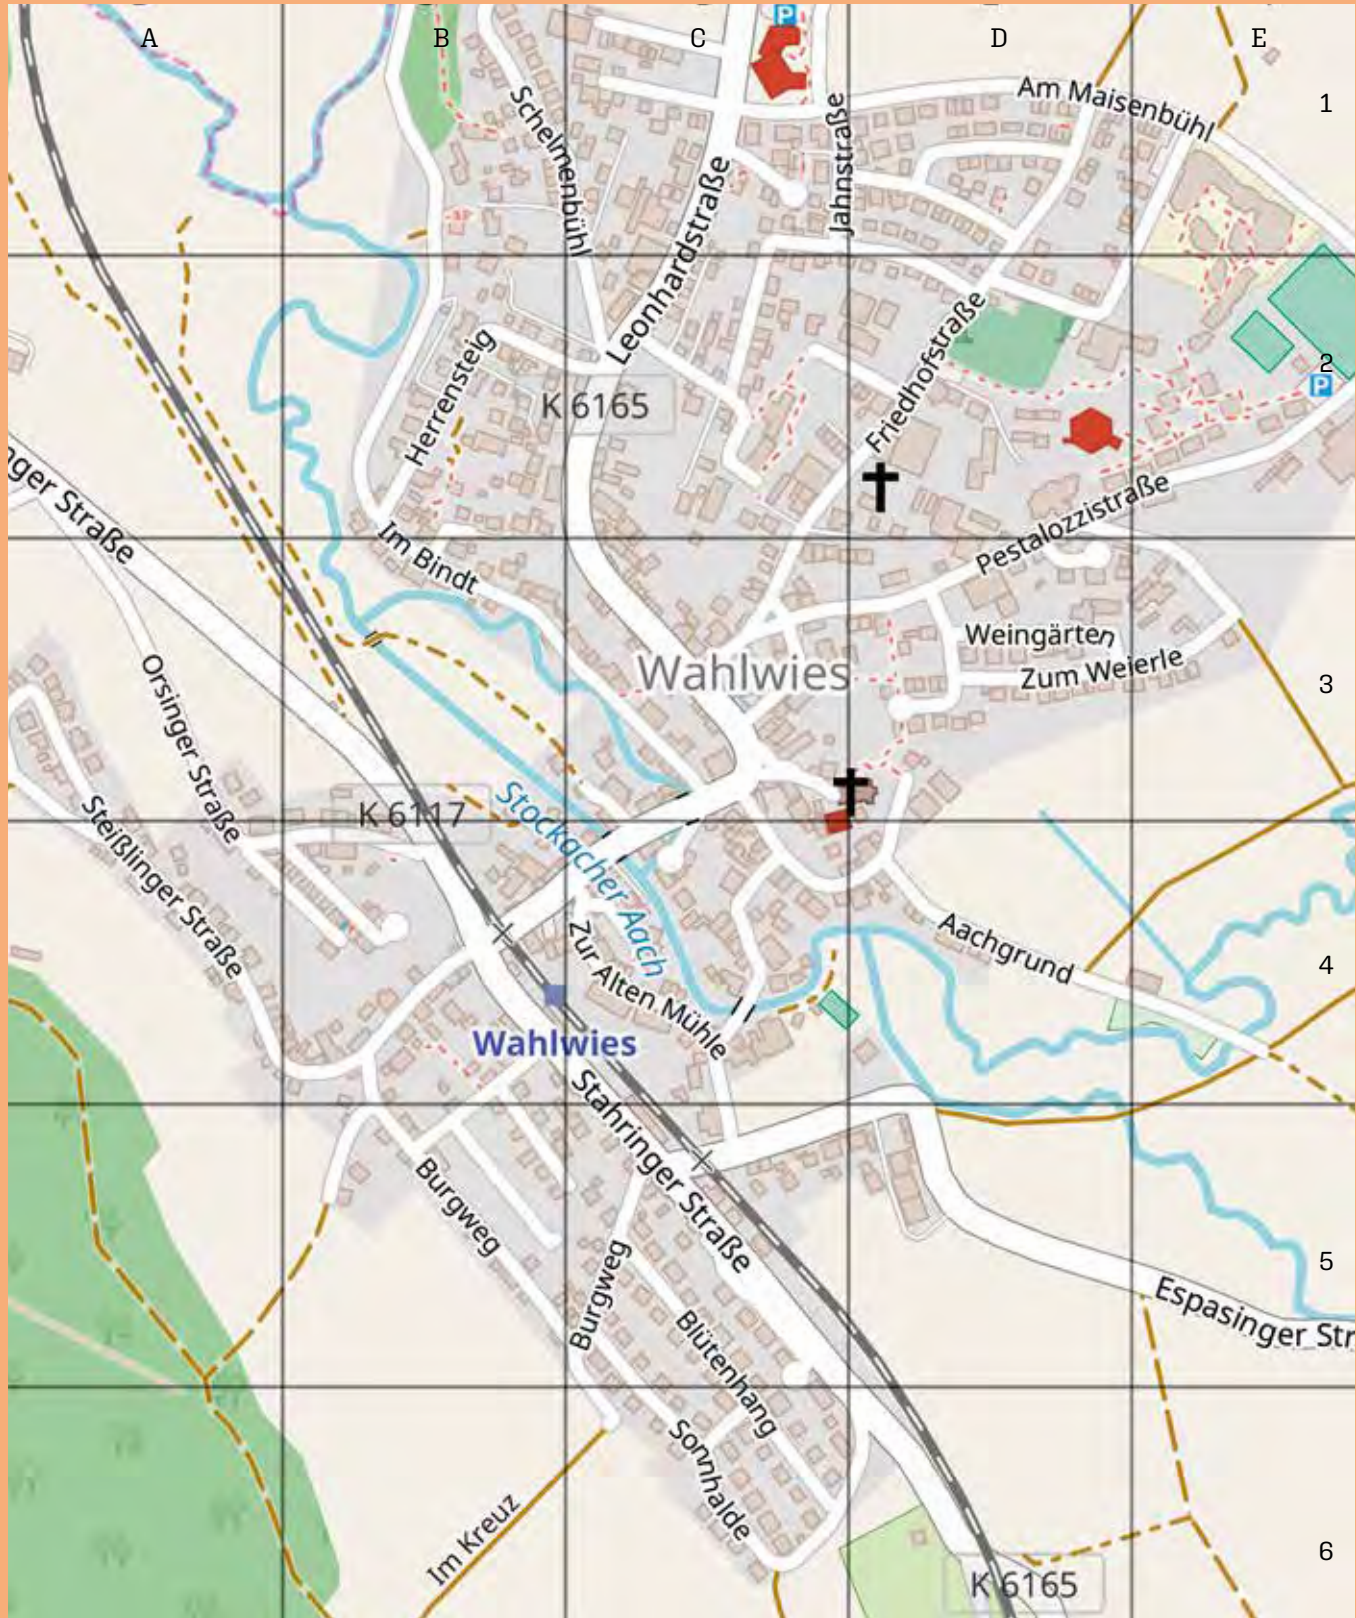 P
A
B
C
D
E
Am Maisenbühl
1
Schelmenbühl
Jahnstraße
Leonhardstraße
Herrensteig
Friedhofstraße
2
P
K 6165
nger Straße
Pestalozzistraße
Im Bindt
Weingärten
Wahlwies
Zum Weierle
3
Orsinger Straße
Steißlinger Straße
K 6117
Stockacher Aach
Aachgrund
4
Zur Alten Mühle
Wahlwies
Stahringer Straße
Burgweg
Burgweg
5
Espasinger Str
Blütenhang
Sonnhalde
Im Kreuz
6
K 6165